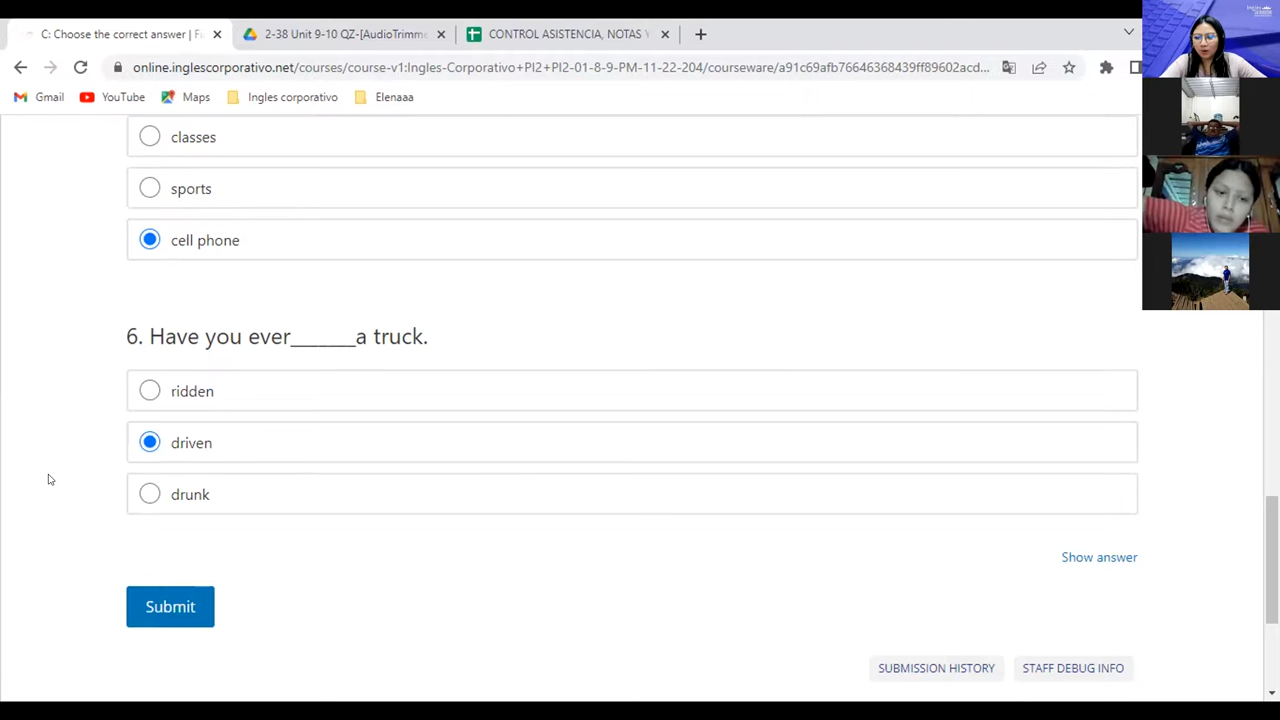 C: Choose the correct answer | Fu
2-38 Unit 9-10 QZ-[AudioTrimme
CONTROL ASISTENCIA, NOTAS Y
online.inglescorporativo.net/courses/course-v1:Ingles-Corporativo+PI2+PI2-01-8-9-PM-11-22-204/courseware/a91c69afb76646368439ff89602acd...
Gmail
YouTube
Maps
Ingles corporativo
Elenaaa
classes
sports
cell phone
6. Have you ever_______a truck.
ridden
driven
drunk
Show answer
Submit
SUBMISSION HISTORY
STAFF DEBUG INFO